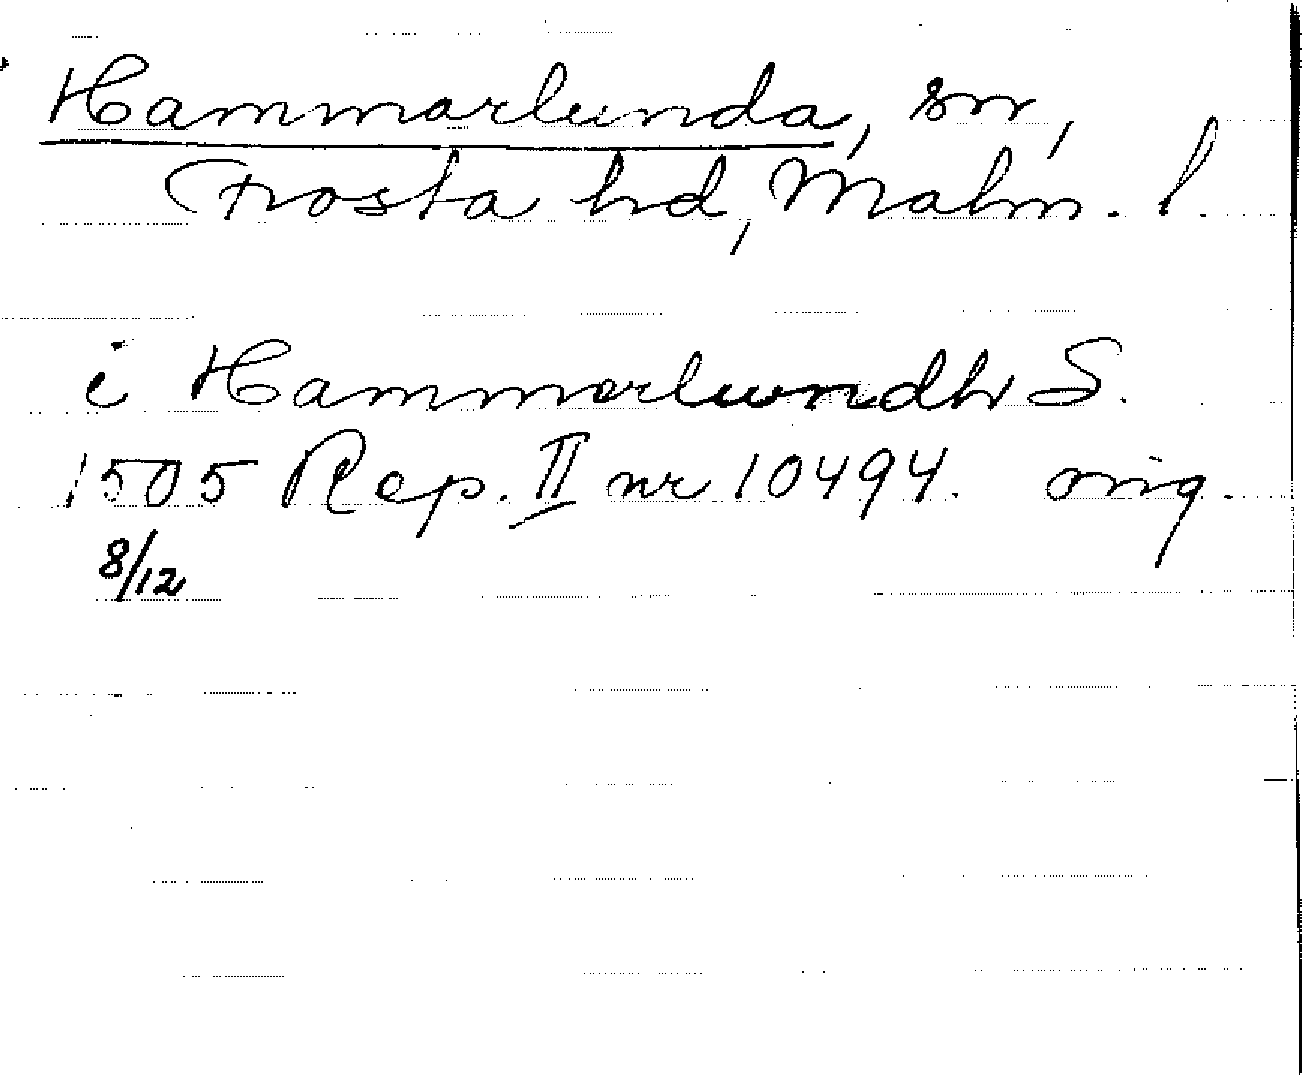 Hammarlunda, sn,
Frosta hd, Malm. l.
i Hammarlundh S.
1505 Rep. II nr 10494. orig.
8/12